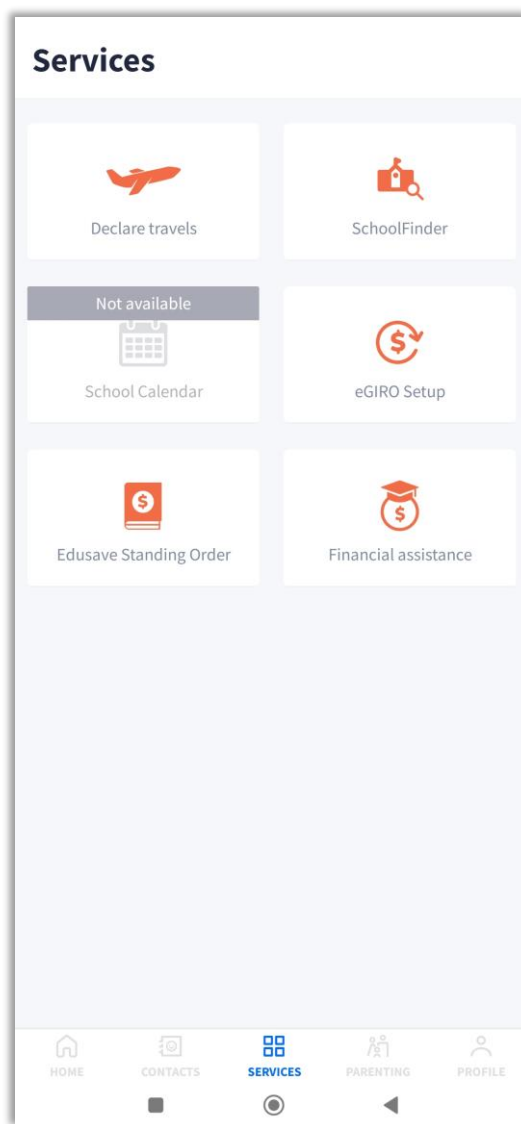 Services
Declare travels
SchoolFinder
Not available
School Calendar
eGIRO Setup
Edusave Standing Order
Financial assistance
HOME
CONTACTS
SERVICES
PARENTING
PROFILE